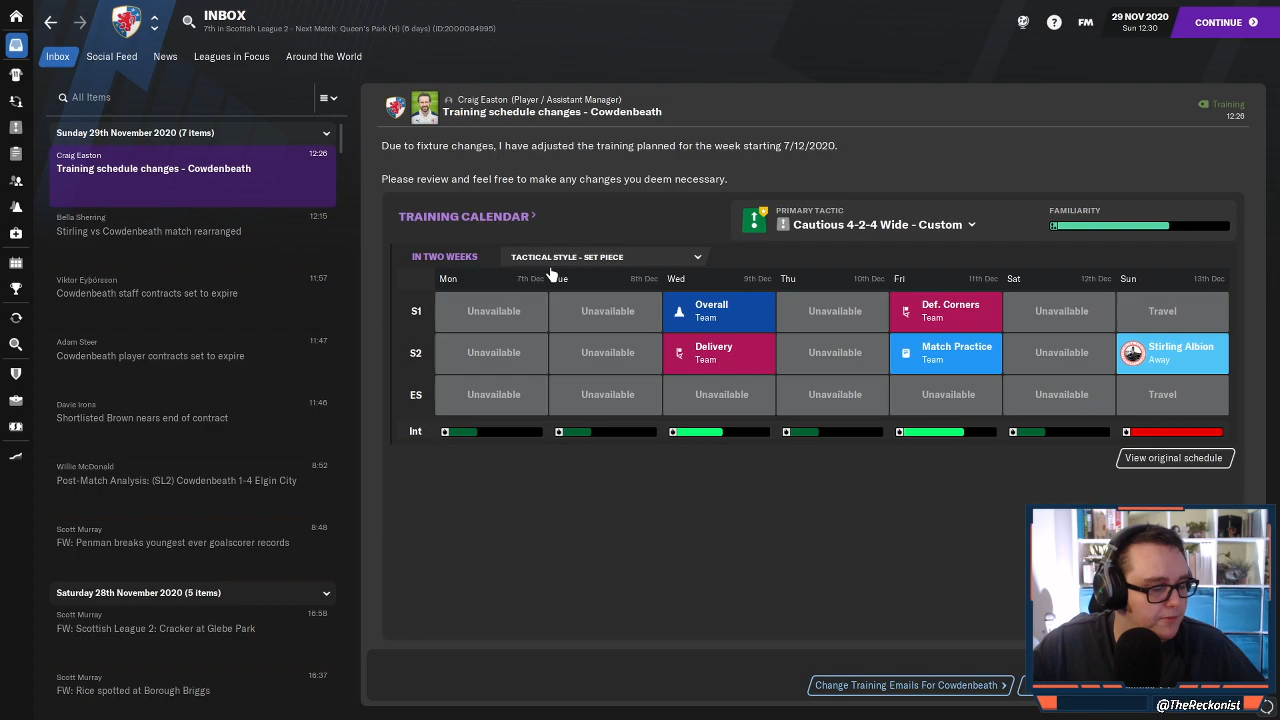 INBOX
7th in Scottish League 2 - Next Match: Queen's Park (H) (6 days) (ID:2000084995)
FM
29 NOV 2020
Sun 12:30
CONTINUE
Inbox
Social Feed
News
Leagues in Focus
Around the World
All Items
Sunday 29th November 2020 (7 items)
Craig Easton 12:26
Training schedule changes - Cowdenbeath
Bella Sherring 12:15
Stirling vs Cowdenbeath match rearranged
Viktor Eyþórsson 11:57
Cowdenbeath staff contracts set to expire
Adam Steer 11:47
Cowdenbeath player contracts set to expire
Davie Irons 11:46
Shortlisted Brown nears end of contract
Willie McDonald 8:52
Post-Match Analysis: (SL2) Cowdenbeath 1-4 Elgin City
Scott Murray 8:48
FW: Penman breaks youngest ever goalscorer records
Saturday 28th November 2020 (5 items)
Scott Murray 16:58
FW: Scottish League 2: Cracker at Glebe Park
Scott Murray 16:37
FW: Rice spotted at Borough Briggs
Craig Easton (Player / Assistant Manager)
Training schedule changes - Cowdenbeath
Training
12:26
Due to fixture changes, I have adjusted the training planned for the week starting 7/12/2020.
Please review and feel free to make any changes you deem necessary.
TRAINING CALENDAR
PRIMARY TACTIC
Cautious 4-2-4 Wide - Custom
FAMILIARITY
IN TWO WEEKS
TACTICAL STYLE - SET PIECE
Mon 7th Dec
Tue 8th Dec
Wed 9th Dec
Thu 10th Dec
Fri 11th Dec
Sat 12th Dec
Sun 13th Dec
S1
Unavailable
Unavailable
Overall
Team
Unavailable
Def. Corners
Team
Unavailable
Travel
S2
Unavailable
Unavailable
Delivery
Team
Unavailable
Match Practice
Team
Unavailable
Stirling Albion
Away
ES
Unavailable
Unavailable
Unavailable
Unavailable
Unavailable
Unavailable
Travel
Int
View original schedule
Change Training Emails For Cowdenbeath
@TheReckonist